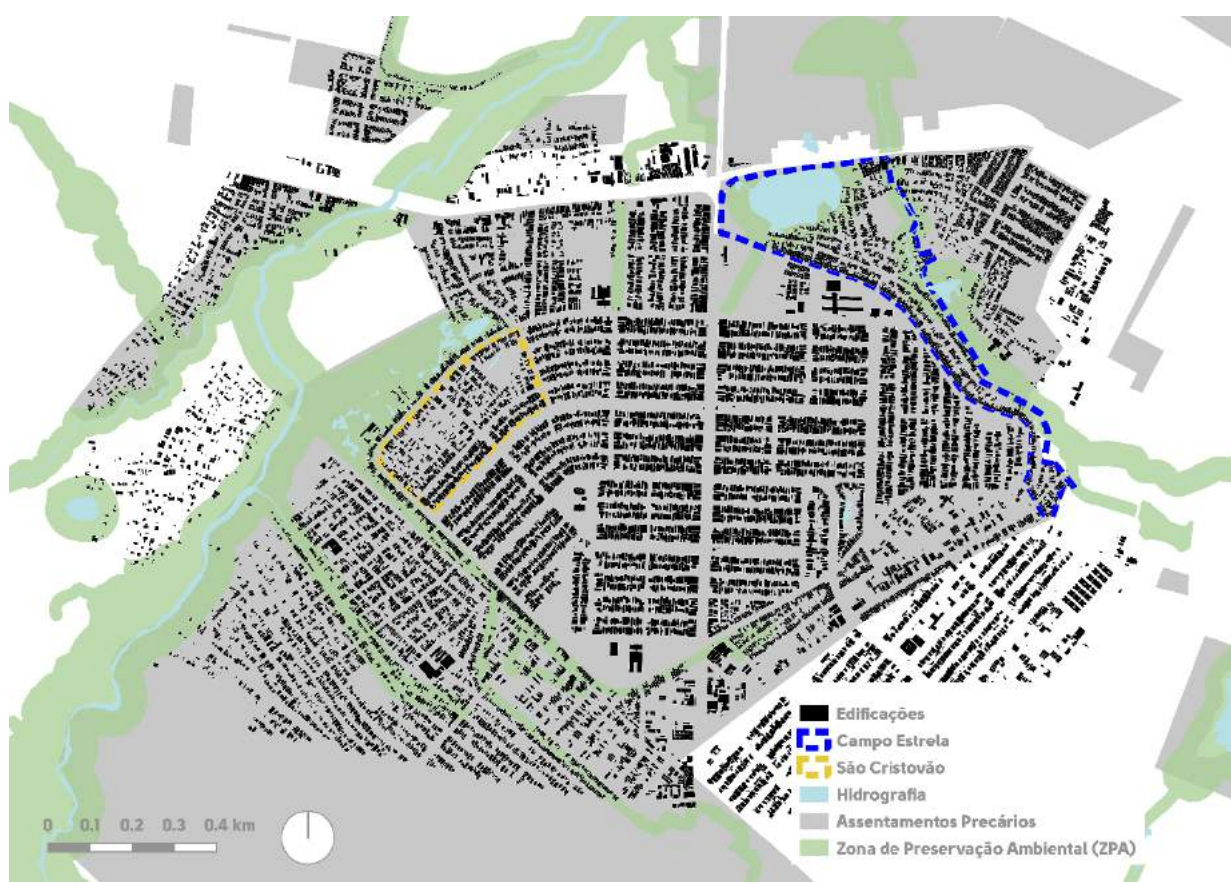 Edificações
Campo Estrela
São Cristovão
Hidrografia
Assentamentos Precários
Zona de Preservação Ambiental (ZPA)
0 0.1 0.2 0.3 0.4 km